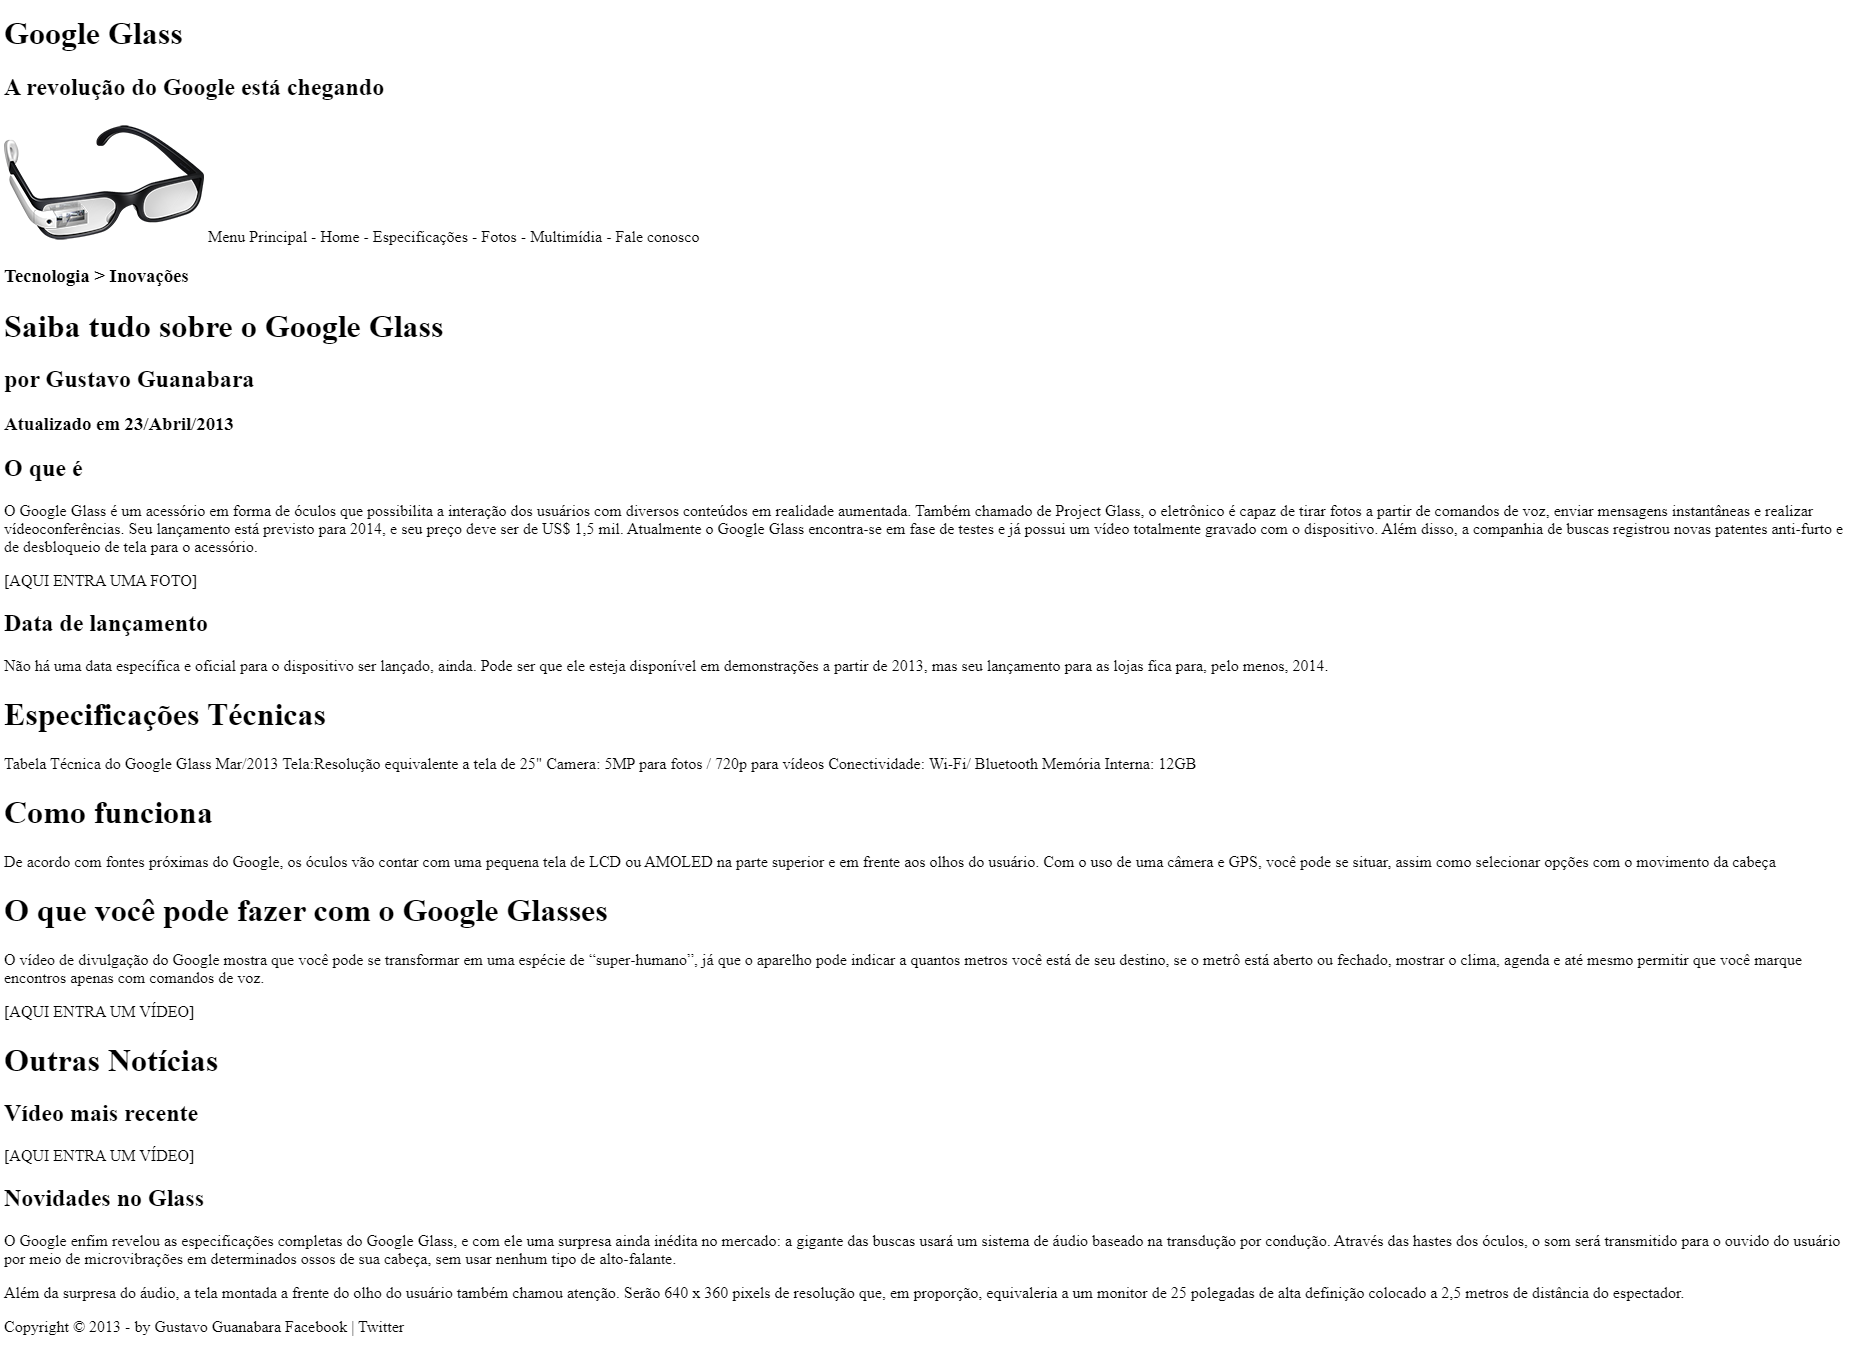 Google Glass
A revolução do Google está chegando
Menu Principal - Home - Especificações - Fotos - Multimídia - Fale conosco
Tecnologia > Inovações
Saiba tudo sobre o Google Glass
por Gustavo Guanabara
Atualizado em 23/Abril/2013
O que é
O Google Glass é um acessório em forma de óculos que possibilita a interação dos usuários com diversos conteúdos em realidade aumentada. Também chamado de Project Glass, o eletrônico é capaz de tirar fotos a partir de comandos de voz, enviar mensagens instantâneas e realizar
vídeoconferências. Seu lançamento está previsto para 2014, e seu preço deve ser de US$ 1,5 mil. Atualmente o Google Glass encontra-se em fase de testes e já possui um vídeo totalmente gravado com o dispositivo. Além disso, a companhia de buscas registrou novas patentes anti-furto e
de desbloqueio de tela para o acessório.
[AQUI ENTRA UMA FOTO]
Data de lançamento
Não há uma data específica e oficial para o dispositivo ser lançado, ainda. Pode ser que ele esteja disponível em demonstrações a partir de 2013, mas seu lançamento para as lojas fica para, pelo menos, 2014.
Especificações Técnicas
Tabela Técnica do Google Glass Mar/2013 Tela:Resolução equivalente a tela de 25" Camera: 5MP para fotos / 720p para vídeos Conectividade: Wi-Fi/ Bluetooth Memória Interna: 12GB
Como funciona
De acordo com fontes próximas do Google, os óculos vão contar com uma pequena tela de LCD ou AMOLED na parte superior e em frente aos olhos do usuário. Com o uso de uma câmera e GPS, você pode se situar, assim como selecionar opções com o movimento da cabeça
O que você pode fazer com o Google Glasses
O vídeo de divulgação do Google mostra que você pode se transformar em uma espécie de “super-humano”, já que o aparelho pode indicar a quantos metros você está de seu destino, se o metrô está aberto ou fechado, mostrar o clima, agenda e até mesmo permitir que você marque
encontros apenas com comandos de voz.
[AQUI ENTRA UM VÍDEO]
Outras Notícias
Vídeo mais recente
[AQUI ENTRA UM VÍDEO]
Novidades no Glass
O Google enfim revelou as especificações completas do Google Glass, e com ele uma surpresa ainda inédita no mercado: a gigante das buscas usará um sistema de áudio baseado na transdução por condução. Através das hastes dos óculos, o som será transmitido para o ouvido do usuário
por meio de microvibrações em determinados ossos de sua cabeça, sem usar nenhum tipo de alto-falante.
Além da surpresa do áudio, a tela montada a frente do olho do usuário também chamou atenção. Serão 640 x 360 pixels de resolução que, em proporção, equivaleria a um monitor de 25 polegadas de alta definição colocado a 2,5 metros de distância do espectador.
Copyright © 2013 - by Gustavo Guanabara Facebook | Twitter